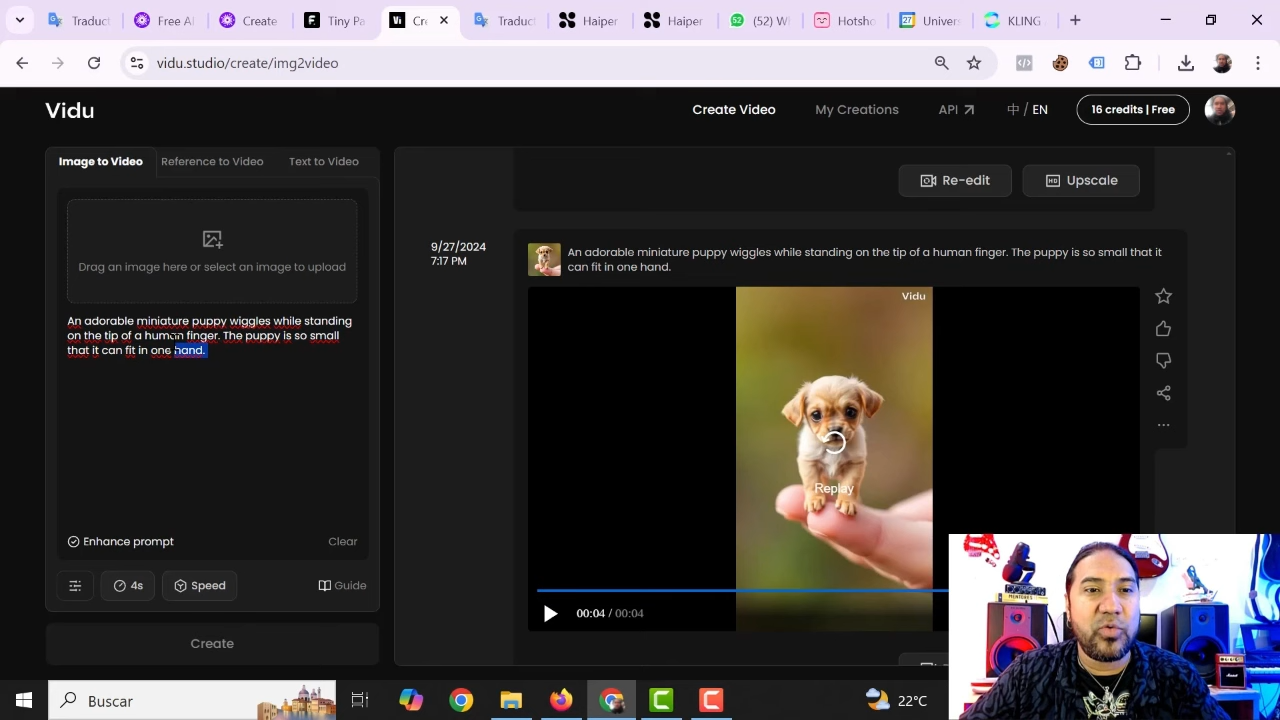 Traduct
Free AI
Create
Tiny Pa
Cre
Traduct
Haiper
Haiper
(52) W
Hotsho
Univers
KLING
vidu.studio/create/img2video
Vidu
Create Video
My Creations
API
中 / EN
16 credits | Free
Image to Video
Reference to Video
Text to Video
Drag an image here or select an image to upload
An adorable miniature puppy wiggles while standing
on the tip of a human finger. The puppy is so small
that it can fit in one hand.
Enhance prompt
Clear
4s
Speed
Guide
Create
Re-edit
HD
Upscale
9/27/2024
7:17 PM
An adorable miniature puppy wiggles while standing on the tip of a human finger. The puppy is so small that it
can fit in one hand.
Vidu
Replay
00:04 / 00:04
Buscar
22°C